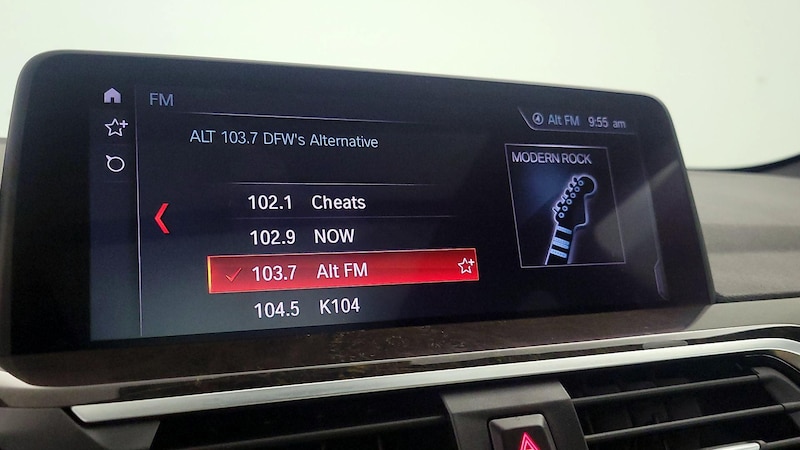 FM
Alt FM 9:55 am
ALT 103.7 DFW's Alternative
MODERN ROCK
102.1 Cheats
102.9 NOW
103.7 Alt FM
104.5 K104